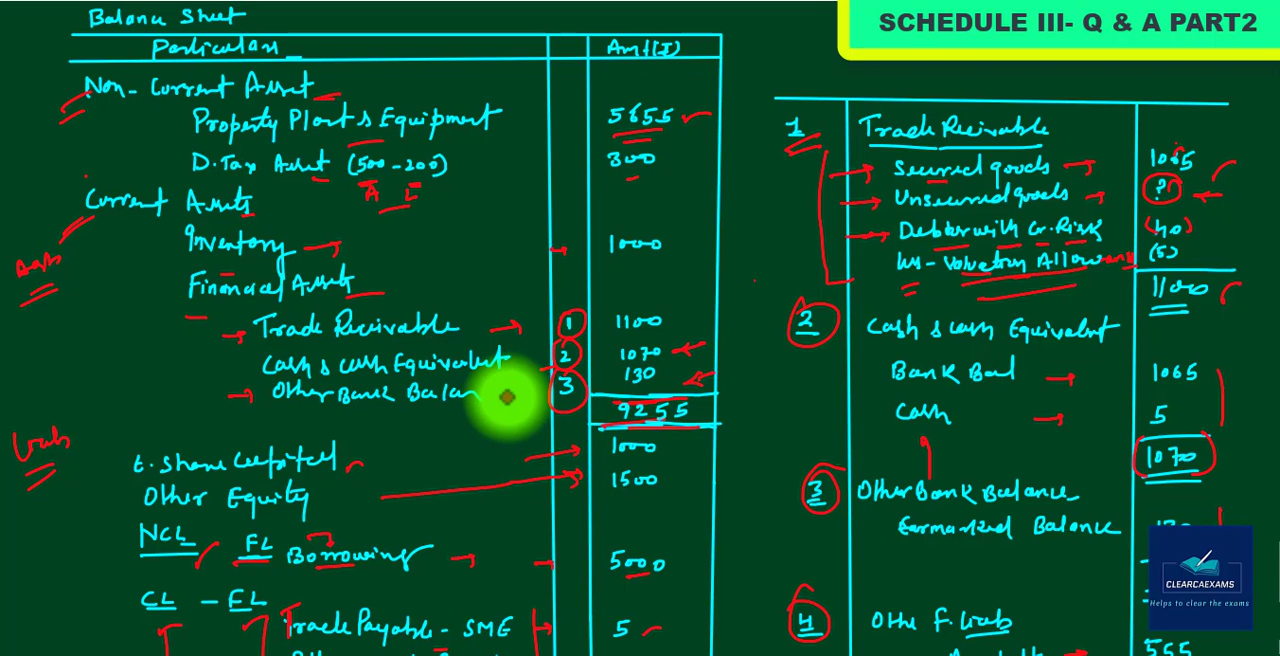 SCHEDULE III- Q & A PART2
Balance Sheet
Particulars Amt(₹)
Non-Current Asset
Property Plant & Equipment 5655
D.Tax Asset (500-200) 300
A L
Current Assets
Inventory 1000
Financial Asset
Trade Receivable 1 1100
Cash & cash Equivalent 2 1070
Other Bank Balan 3 130
9255
E. Share Capital 1000
Other Equity 1500
NCL FL Borrowing 5000
CL - FL
Trade Payable - SME 5
1 Trade Receivable
Secured goods 1065
Unsecured goods ?
Debtor with Cr. Risk (40)
(5)
1100
2 Cash & cash Equivalent
Bank Bal 1065
Cash 5
1070
3 Other Bank Balance
Earmarked Balance
4 Othe F. Liab
565
CLEARCAEXAMS
Helps to clear the exams